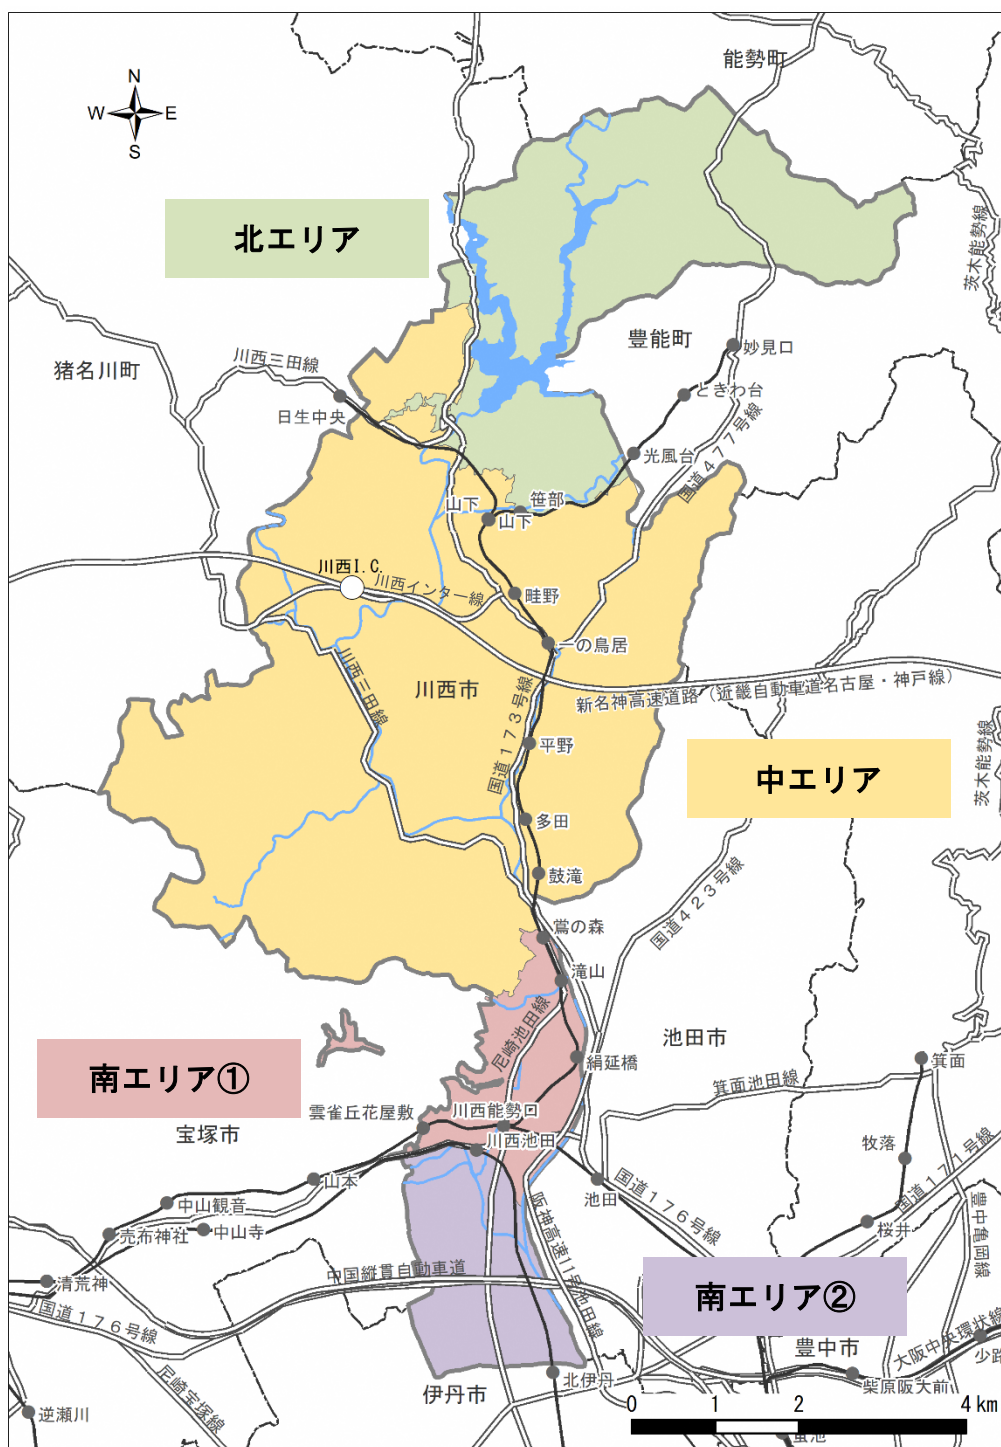 能勢町
N
W
E
S
茨木能勢線
北エリア
豊能町
妙見口
猪名川町
川西三田線
ときわ台
日生中央
国道477号線
光風台
笹部
山下
山下
川西I.C.
川西インター線
畦野
一の鳥居
川西三田線
川西市
新名神高速道路（近畿自動車道名古屋・神戸線）
国道173号線
平野
茨木能勢線
中エリア
多田
鼓滝
国道423号線
鴬の森
滝山
尼崎池田線
池田市
南エリア①
絹延橋
箕面
箕面池田線
雲雀丘花屋敷
川西能勢口
宝塚市
川西池田
牧落
国道171号線
山本
池田
国道176号線
中山観音
阪神高速11号池田線
豊中亀岡線
売布神社
中山寺
桜井
清荒神
中国縦貫自動車道
南エリア②
国道176号線
大阪中央環状線
豊中市
少路
尼崎宝塚線
伊丹市
北伊丹
柴原阪大前
逆瀬川
0
1
2
4 km
蛍池